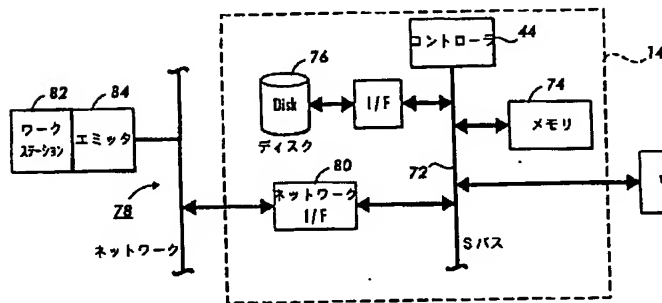 コントローラ
44
14
76
82
84
74
Disk
I/F
ワーク
ステーション
エミッタ
メモリ
ディスク
72
80
78
ネットワーク
I/F
ネットワーク
Sバス